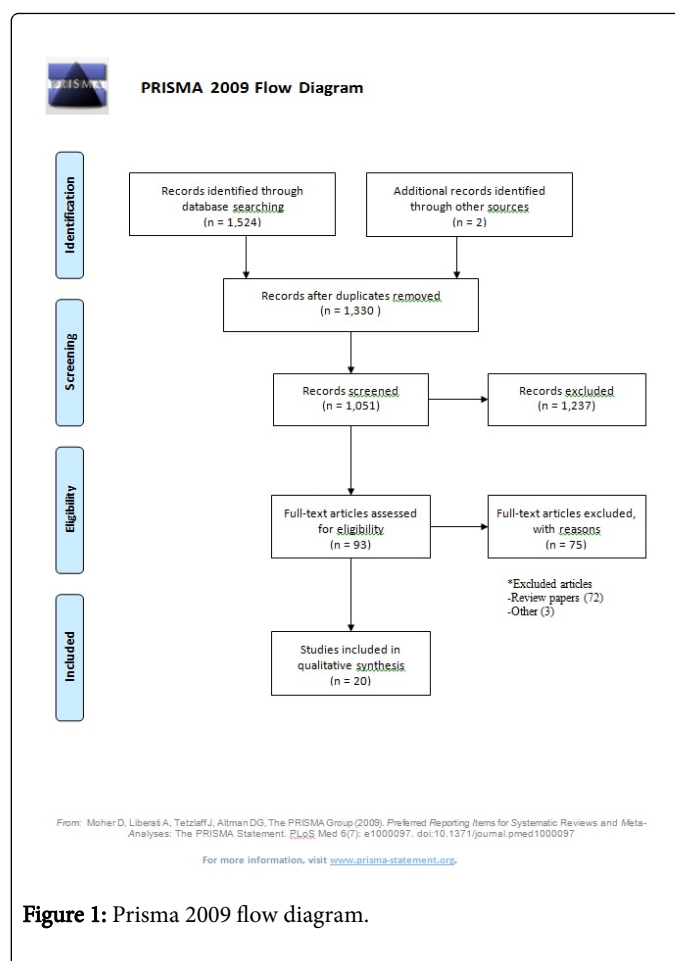 PRISMA
PRISMA 2009 Flow Diagram
Identification
Records identified through
database searching
(n = 1,524)
Additional records identified
through other sources
(n = 2)
Records after duplicates removed
(n = 1,330 )
Screening
Records screened
(n = 1,051)
Records excluded
(n = 1,237)
Eligibility
Full-text articles assessed
for eligibility
(n = 93)
Full-text articles excluded,
with reasons
(n = 75)
*Excluded articles
-Review papers (72)
-Other (3)
Included
Studies included in
qualitative synthesis
(n = 20)
From: Moher D, Liberati A, Tetzlaff J, Altman DG, The PRISMA Group (2009). Preferred Reporting Items for Systematic Reviews and Meta-
Analyses: The PRISMA Statement. PLoS Med 6(7): e1000097. doi:10.1371/journal.pmed1000097
For more information, visit www.prisma-statement.org.
Figure 1: Prisma 2009 flow diagram.